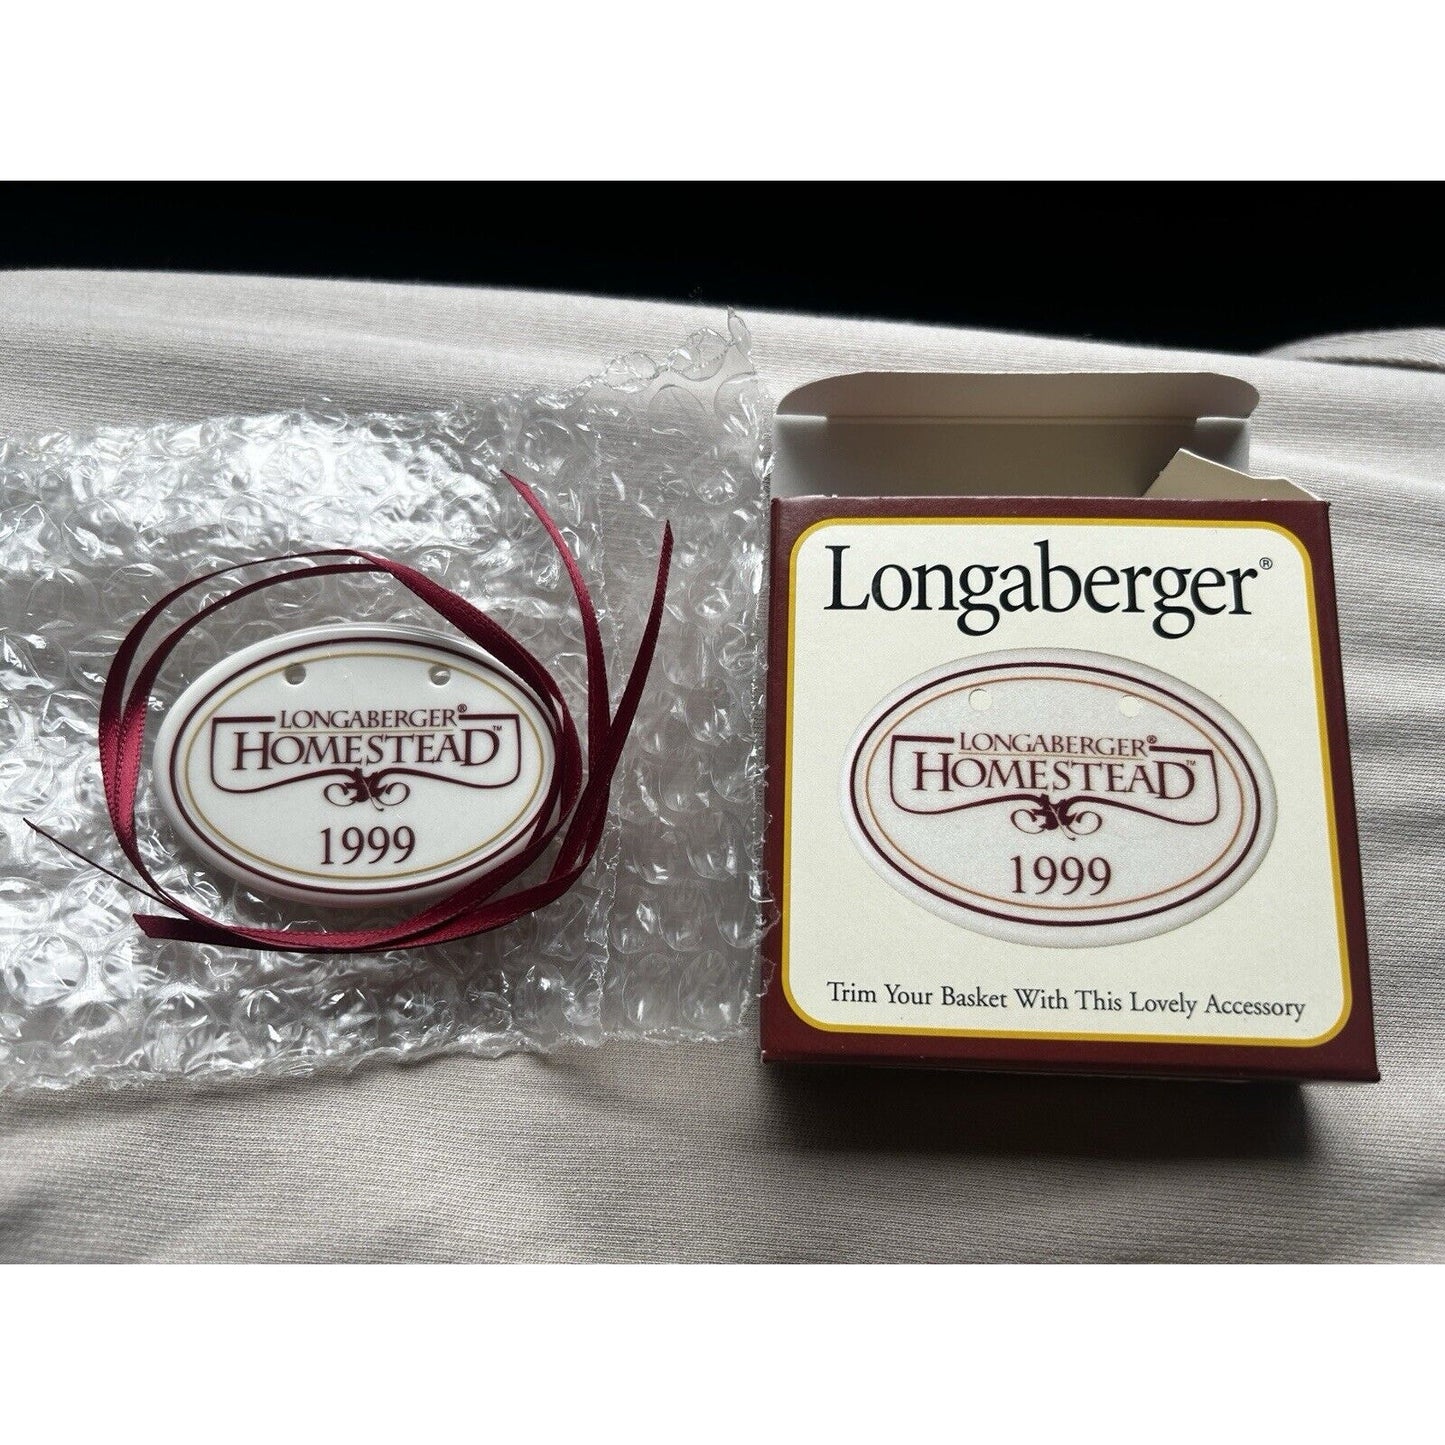 LONGABERGER®
HOMESTEAD™
1999
Longaberger®
LONGABERGER®
HOMESTEAD™
1999
Trim Your Basket With This Lovely Accessory